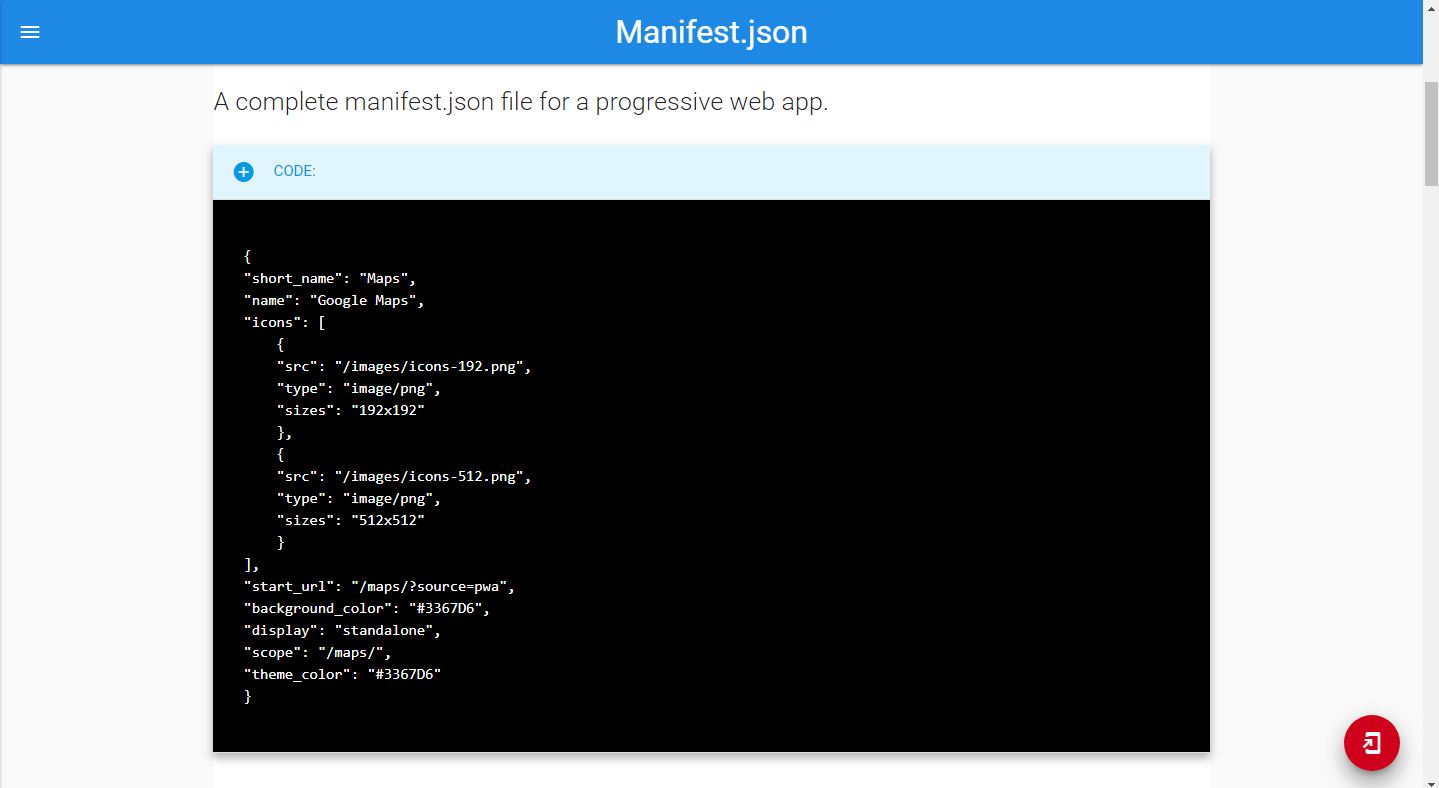 Manifest.json
A complete manifest.json file for a progressive web app.
CODE:
{
"short_name": "Maps",
"name": "Google Maps",
"icons": [
    {
    "src": "/images/icons-192.png",
    "type": "image/png",
    "sizes": "192x192"
    },
    {
    "src": "/images/icons-512.png",
    "type": "image/png",
    "sizes": "512x512"
    }
],
"start_url": "/maps/?source=pwa",
"background_color": "#3367D6",
"display": "standalone",
"scope": "/maps/",
"theme_color": "#3367D6"
}